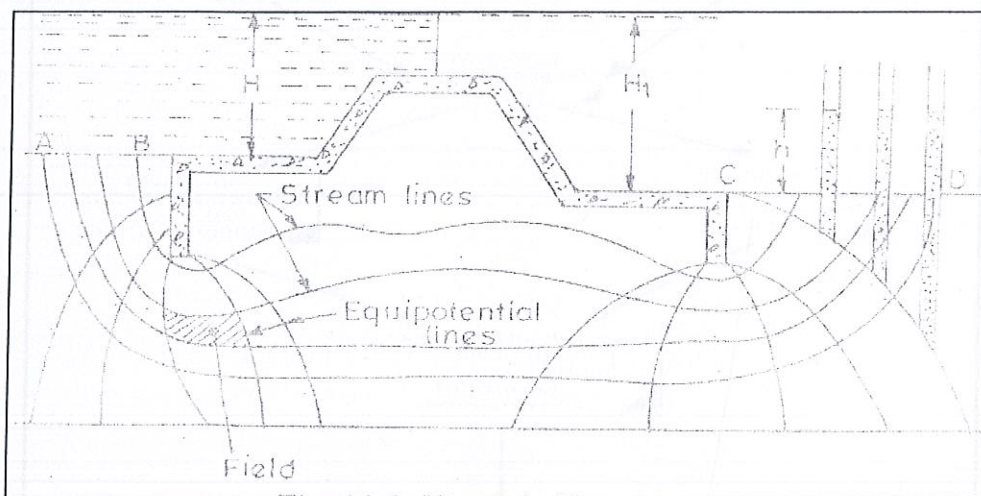 H
H₁
A
B
h
C
D
Stream lines
Equipotential
lines
Field